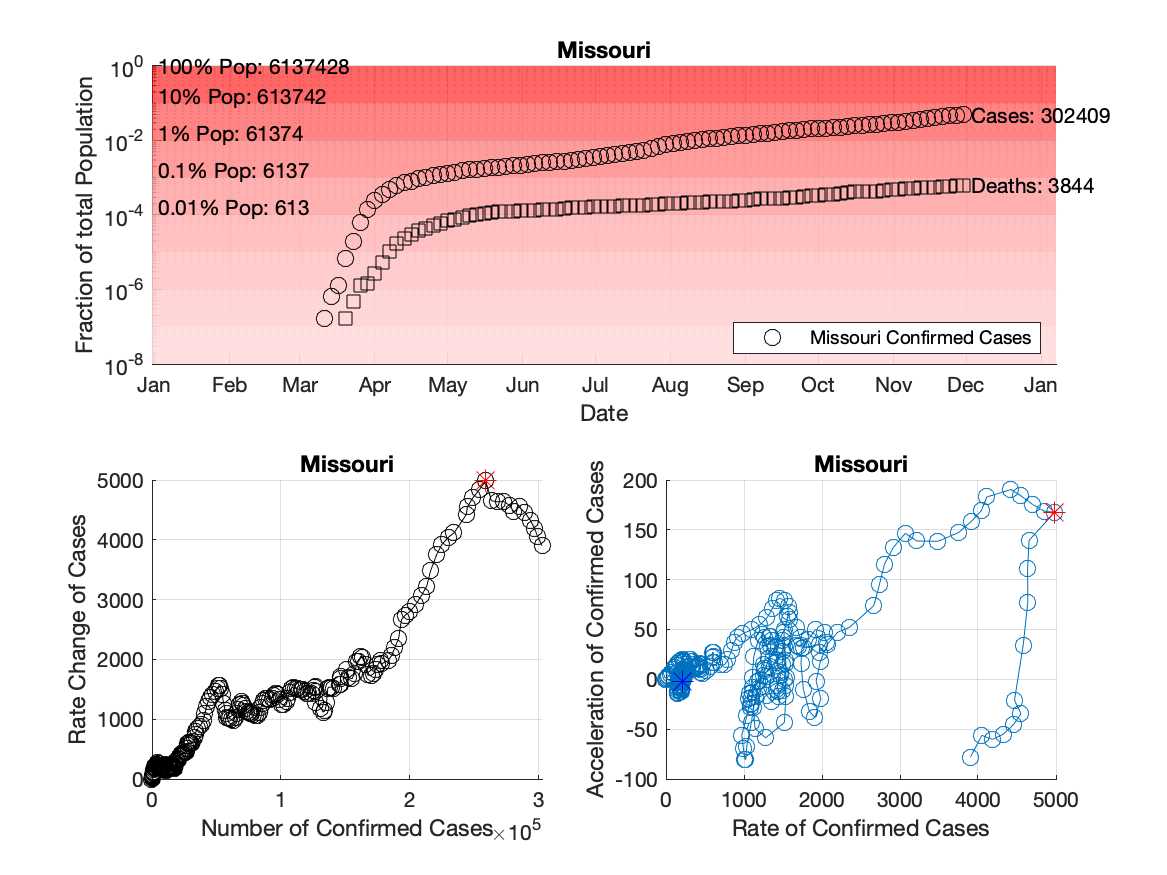 Missouri
10^0
10^-2
10^-4
10^-6
10^-8
Fraction of total Population
100% Pop: 6137428
10% Pop: 613742
1% Pop: 61374
0.1% Pop: 6137
0.01% Pop: 613
Cases: 302409
Deaths: 3844
Missouri Confirmed Cases
Jan Feb Mar Apr May Jun Jul Aug Sep Oct Nov Dec Jan
Date
Missouri
5000
4000
3000
2000
1000
0
Rate Change of Cases
0 1 2 3
Number of Confirmed Cases ×10^5
Missouri
200
150
100
50
0
-50
-100
Acceleration of Confirmed Cases
0 1000 2000 3000 4000 5000
Rate of Confirmed Cases